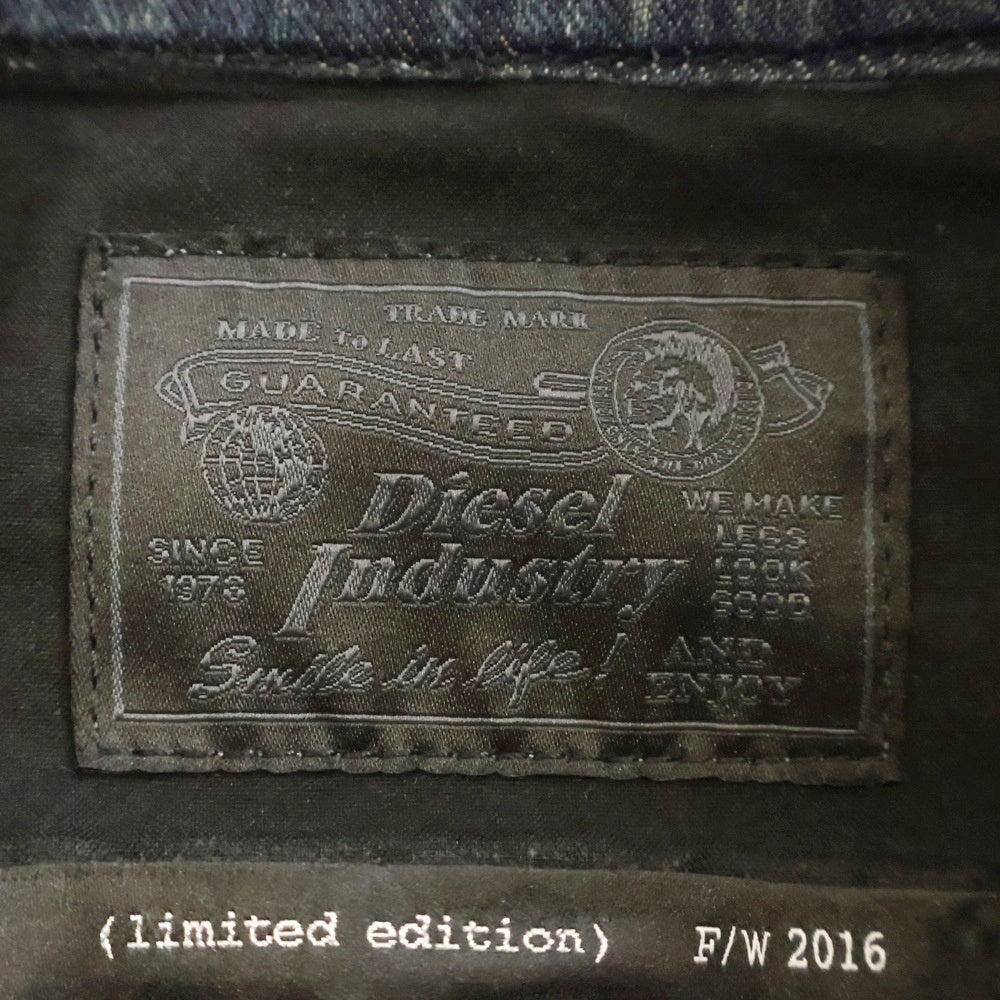 TRADE MARK
MADE TO LAST
GUARANTEED
Diesel
Industry
SINCE
1978
WE MAKE
LEGS
LOOK
GOOD
Smile in life!
AND
ENJOY
(limited edition) F/W 2016